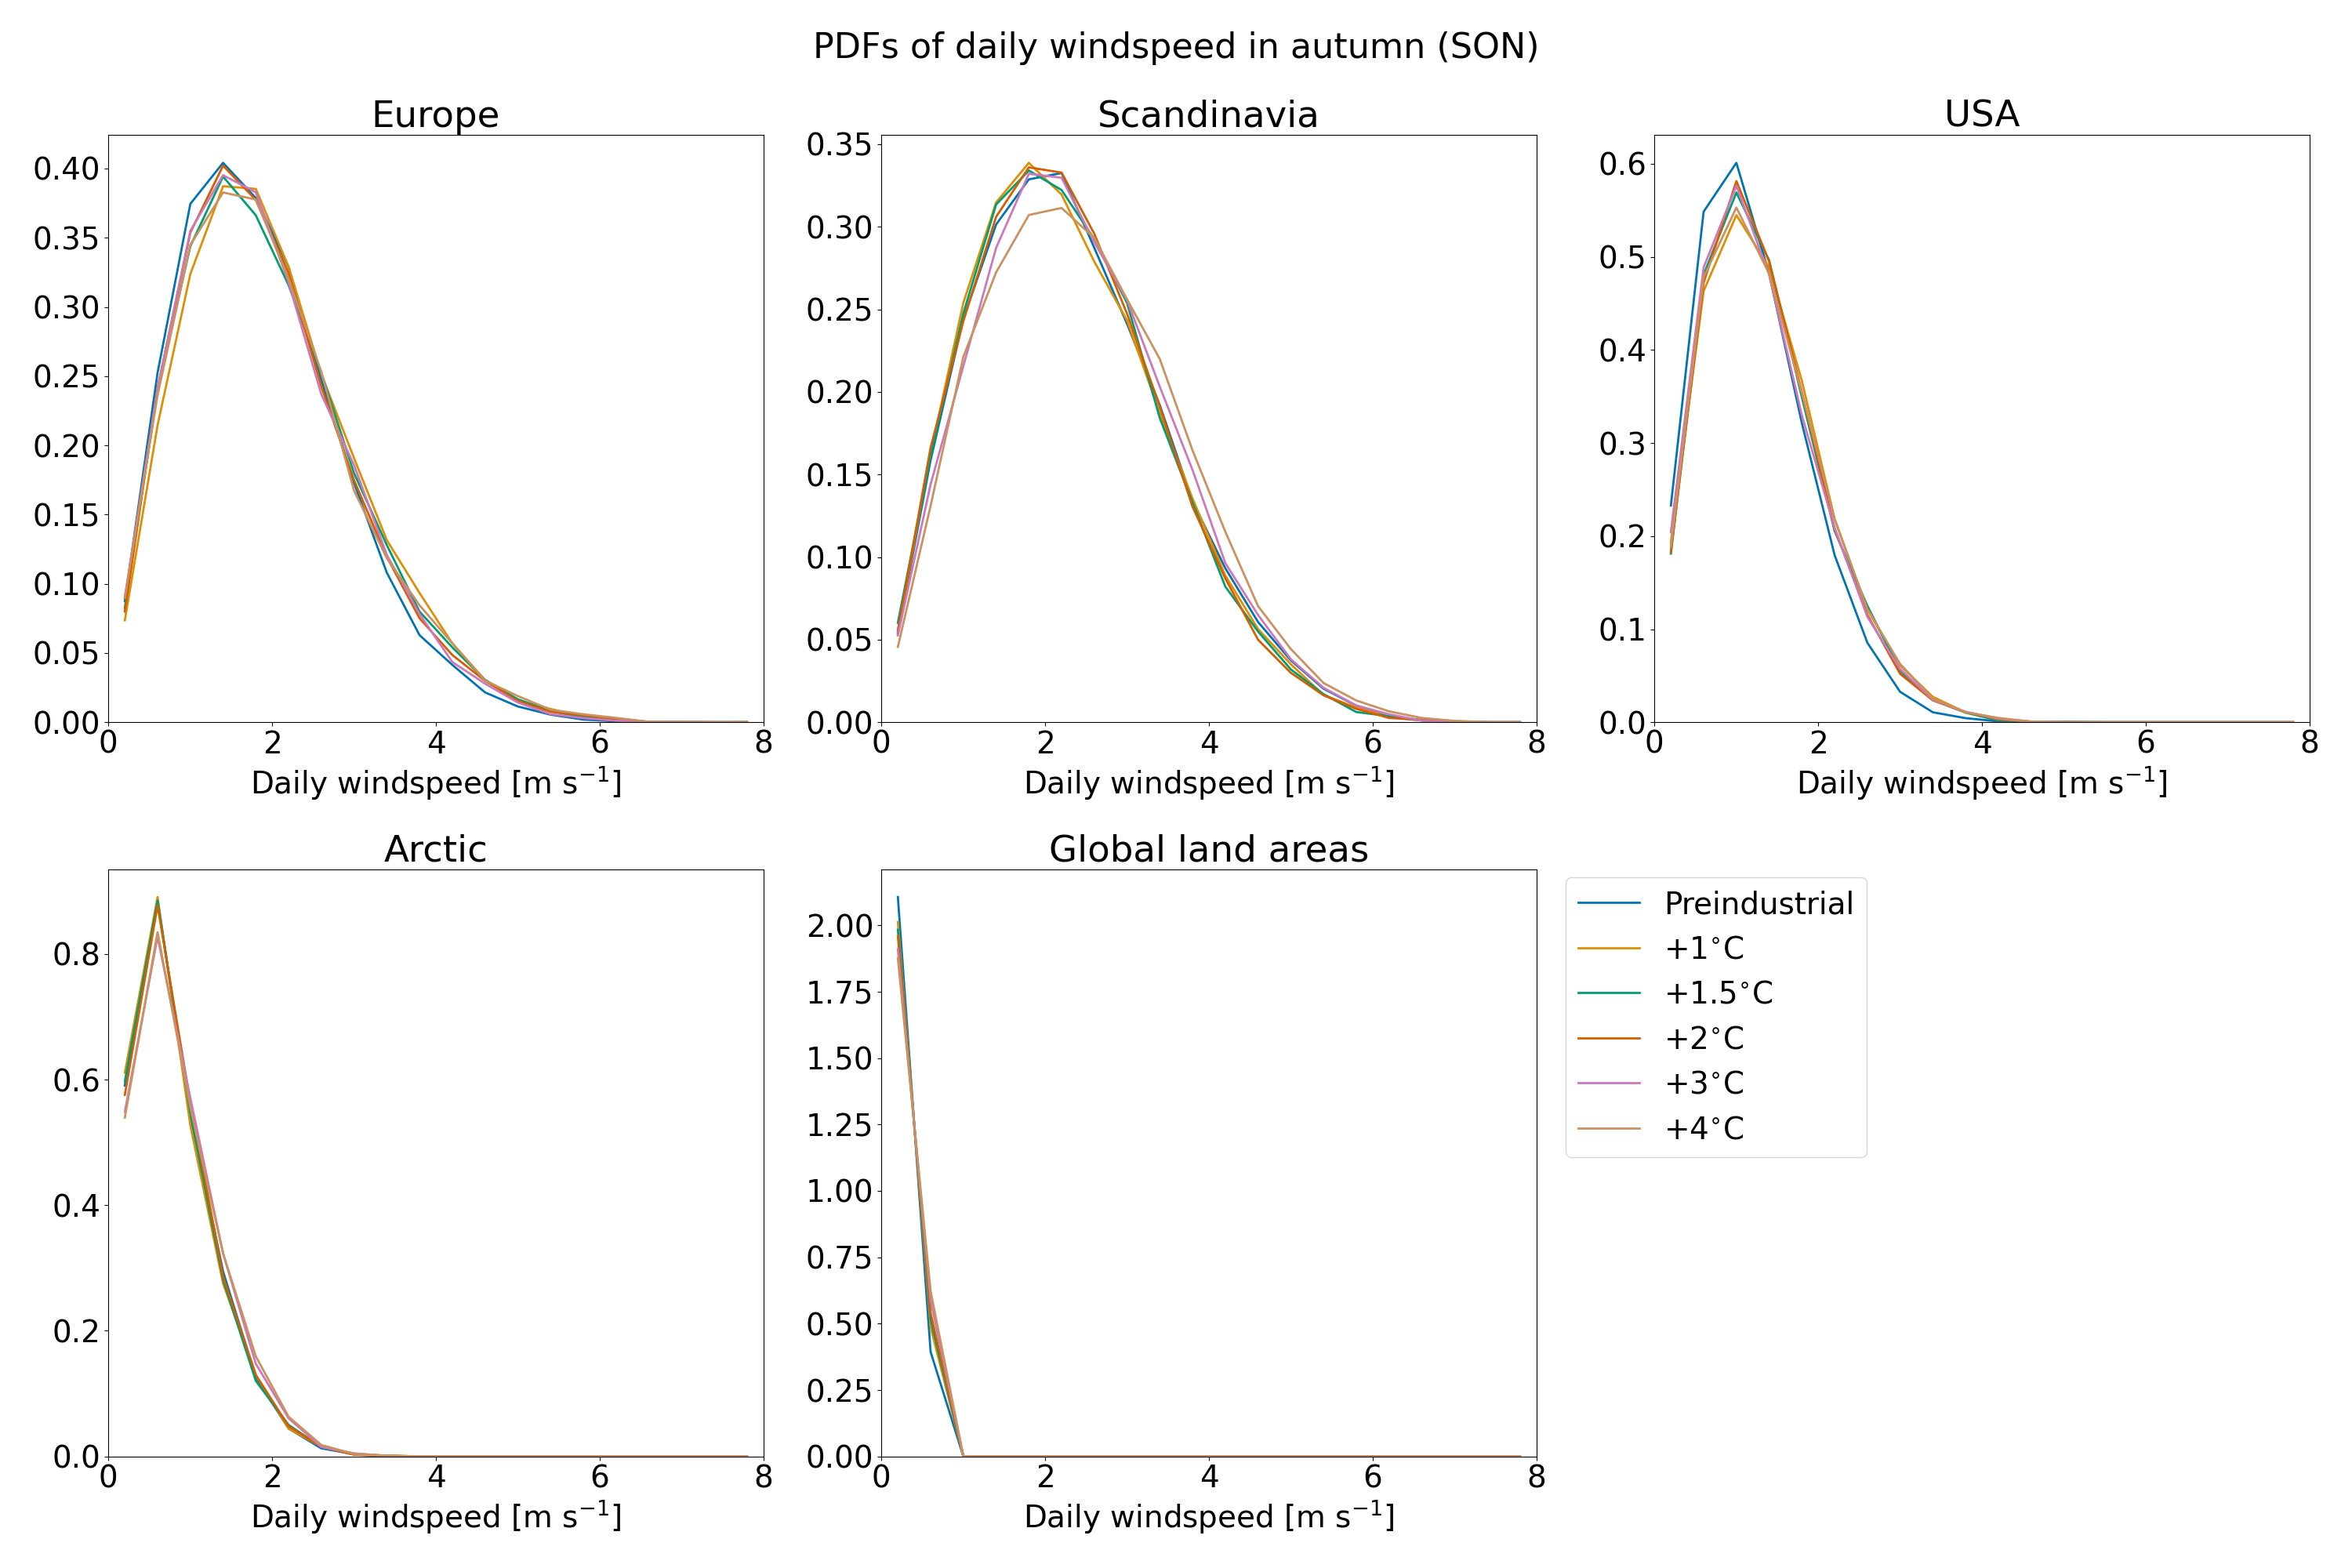 PDFs of daily windspeed in autumn (SON)
Europe
0.40
0.35
0.30
0.25
0.20
0.15
0.10
0.05
0.00
0 2 4 6 8
Daily windspeed [m s⁻¹]
Scandinavia
0.35
0.30
0.25
0.20
0.15
0.10
0.05
0.00
0 2 4 6 8
Daily windspeed [m s⁻¹]
USA
0.6
0.5
0.4
0.3
0.2
0.1
0.0
0 2 4 6 8
Daily windspeed [m s⁻¹]
Arctic
0.8
0.6
0.4
0.2
0.0
0 2 4 6 8
Daily windspeed [m s⁻¹]
Global land areas
2.00
1.75
1.50
1.25
1.00
0.75
0.50
0.25
0.00
0 2 4 6 8
Daily windspeed [m s⁻¹]
Preindustrial
+1°C
+1.5°C
+2°C
+3°C
+4°C